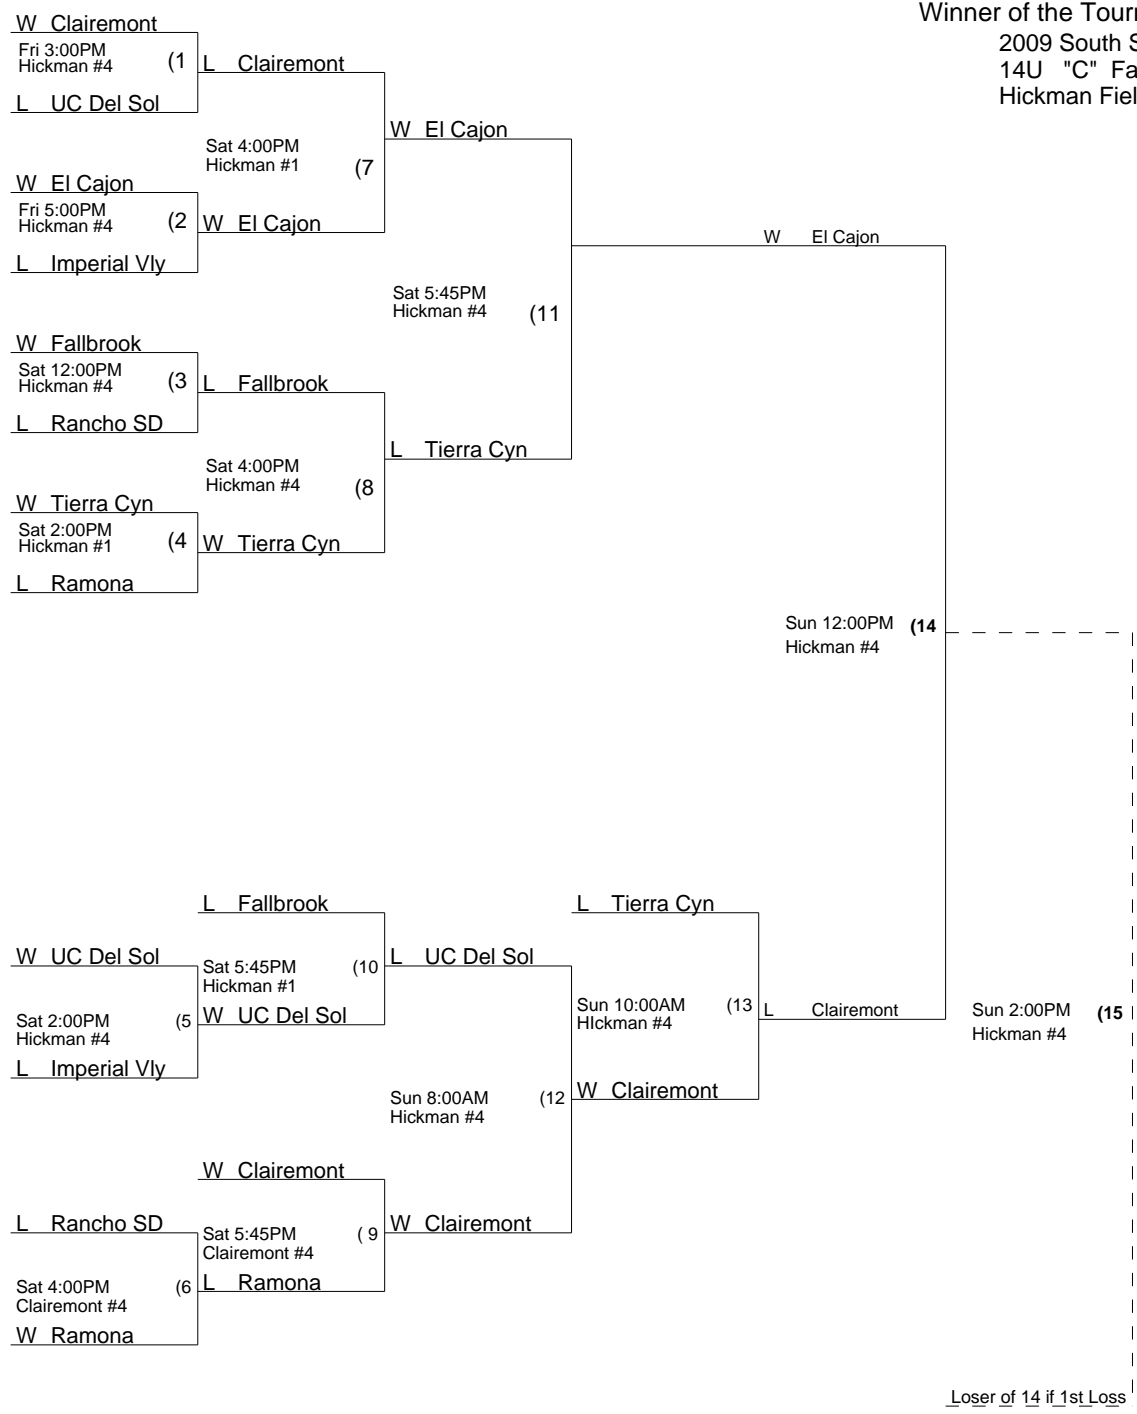 Winner of the Tour
2009 South S
14U "C" Fa
Hickman Fiel
W Clairemont
Fri 3:00PM
Hickman #4 (1
L Clairemont
L UC Del Sol
W El Cajon
Sat 4:00PM
Hickman #1 (7
W El Cajon
Fri 5:00PM
Hickman #4 (2
W El Cajon
L Imperial Vly
W El Cajon
Sat 5:45PM
Hickman #4 (11
W Fallbrook
Sat 12:00PM
Hickman #4 (3
L Fallbrook
L Rancho SD
L Tierra Cyn
Sat 4:00PM
Hickman #4 (8
W Tierra Cyn
Sat 2:00PM
Hickman #1 (4
W Tierra Cyn
L Ramona
Sun 12:00PM (14
Hickman #4
L Fallbrook
L Tierra Cyn
W UC Del Sol
L UC Del Sol
Sat 5:45PM (10
Hickman #1
W UC Del Sol
Sat 2:00PM (5
Hickman #4
L Imperial Vly
Sun 10:00AM (13
HIckman #4
L Clairemont
Sun 2:00PM (15
Hickman #4
Sun 8:00AM (12
Hickman #4
W Clairemont
W Clairemont
L Rancho SD
W Clairemont
Sat 5:45PM ( 9
Clairemont #4
L Ramona
Sat 4:00PM (6
Clairemont #4
W Ramona
Loser of 14 if 1st Loss